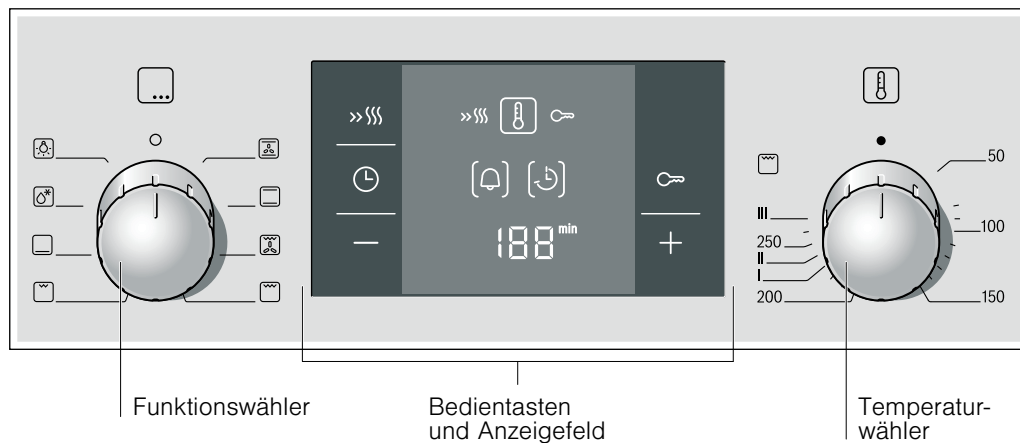 188 min
50
100
150
200
I
II
250
III
Funktionswähler
Bedientasten
und Anzeigefeld
Temperatur-
wähler